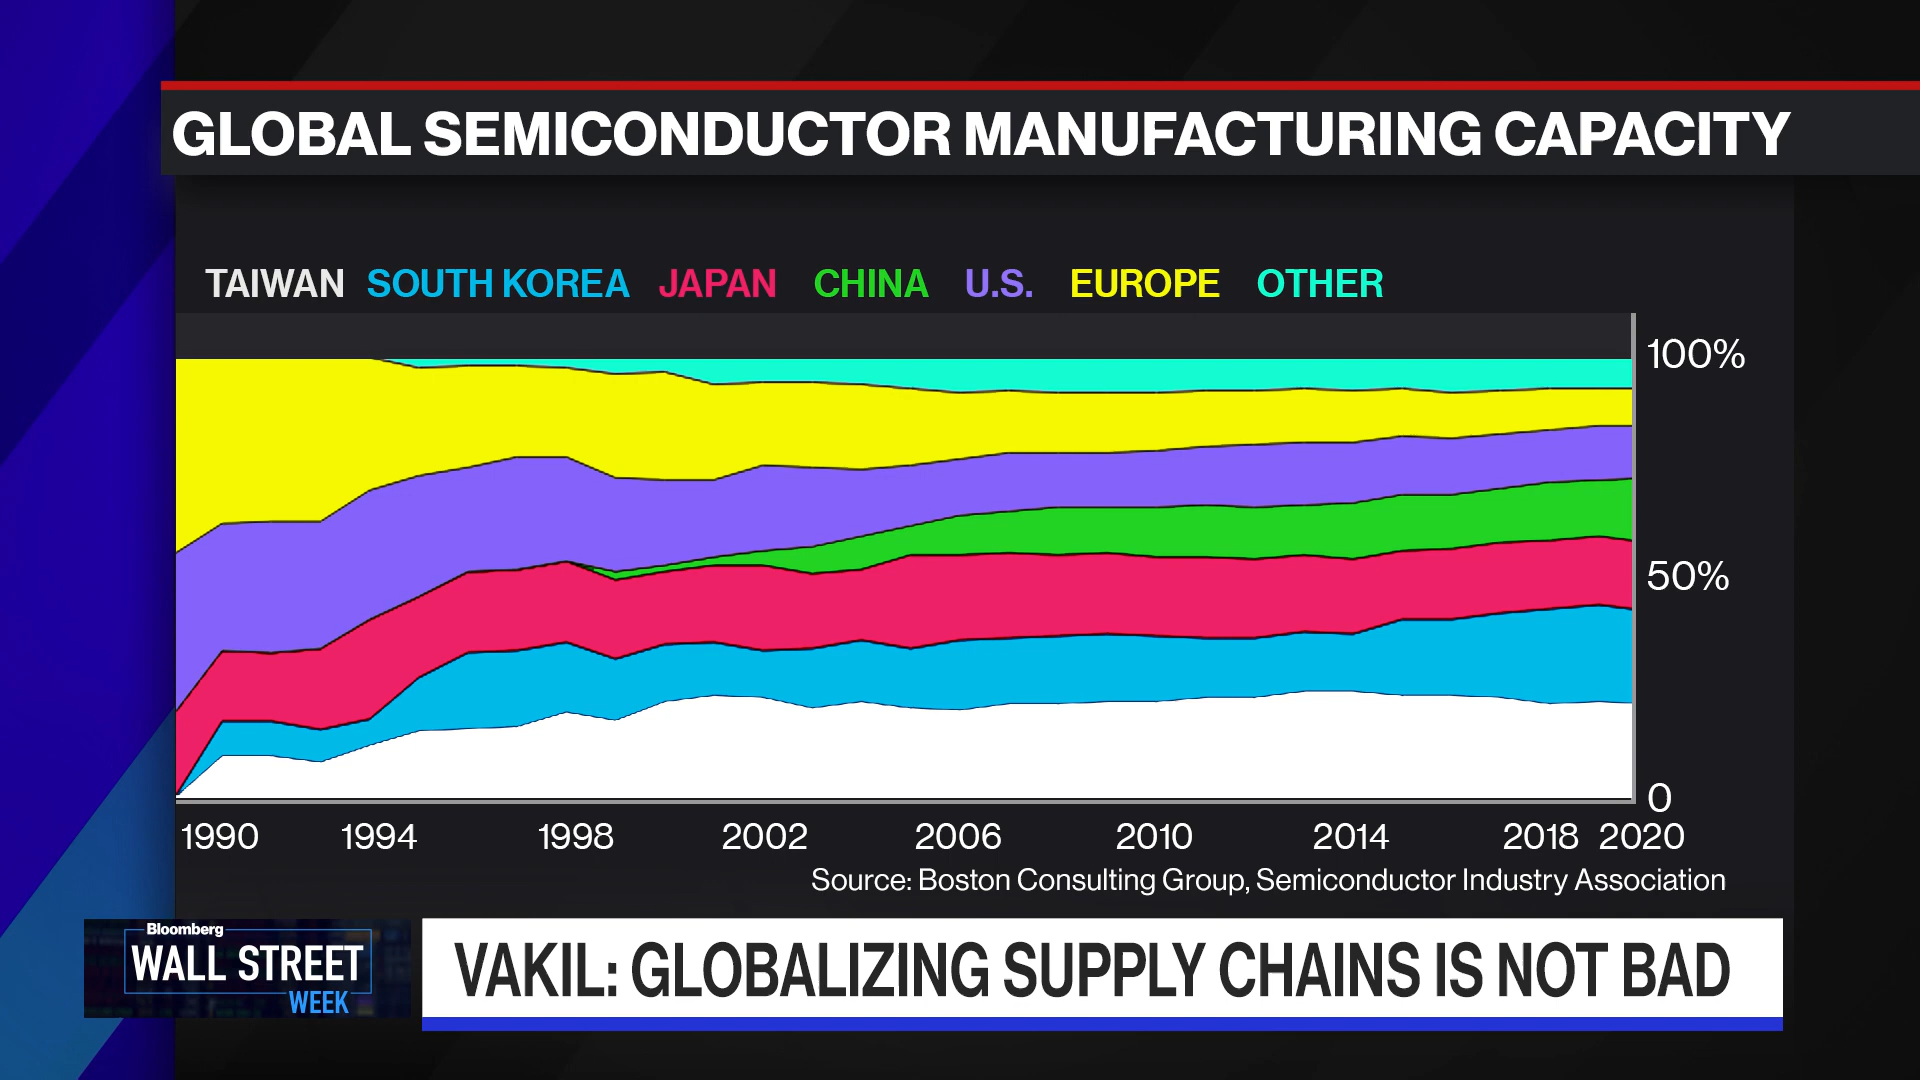 GLOBAL SEMICONDUCTOR MANUFACTURING CAPACITY
TAIWAN SOUTH KOREA JAPAN CHINA U.S. EUROPE OTHER
100%
50%
0
1990 1994 1998 2002 2006 2010 2014 2018 2020
Source: Boston Consulting Group, Semiconductor Industry Association
Bloomberg
WALL STREET
WEEK
VAKIL: GLOBALIZING SUPPLY CHAINS IS NOT BAD